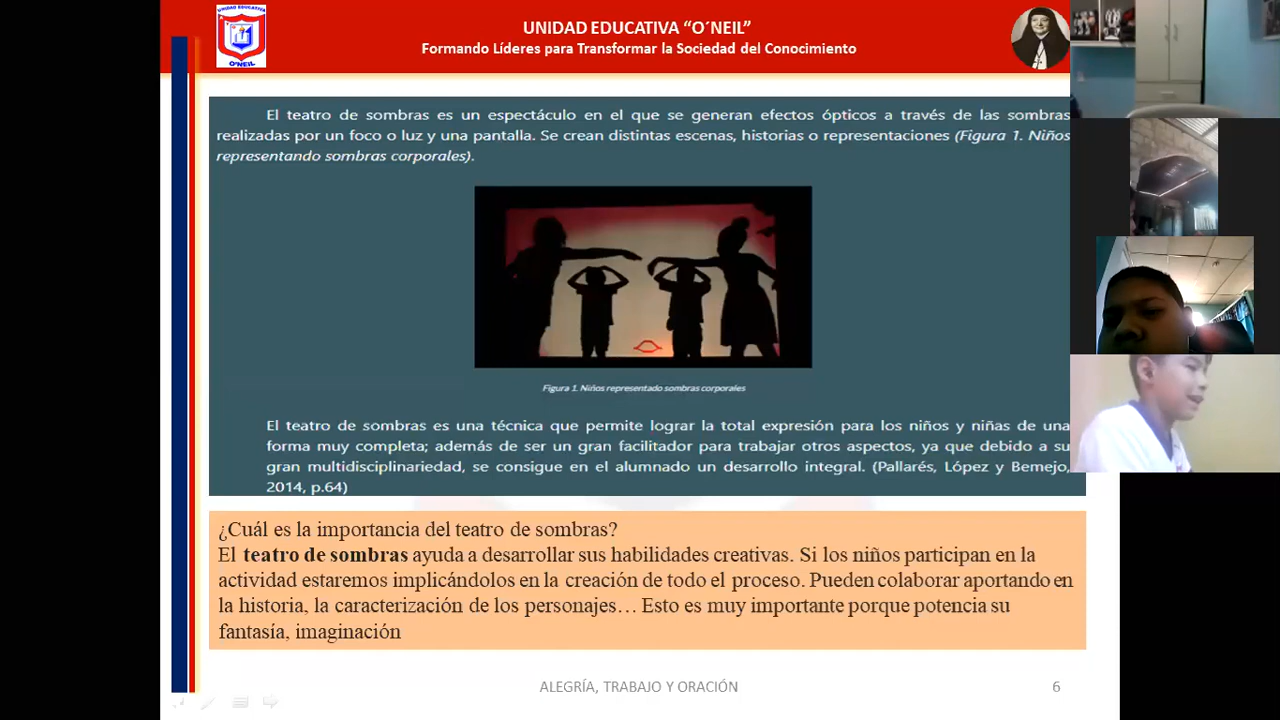 UNIDAD EDUCATIVA
O´NEIL
UNIDAD EDUCATIVA “O´NEIL”
Formando Líderes para Transformar la Sociedad del Conocimiento
El teatro de sombras es un espectáculo en el que se generan efectos ópticos a través de las sombras
realizadas por un foco o luz y una pantalla. Se crean distintas escenas, historias o representaciones (Figura 1. Niños
representando sombras corporales).
Figura 1. Niños representado sombras corporales
El teatro de sombras es una técnica que permite lograr la total expresión para los niños y niñas de una
forma muy completa; además de ser un gran facilitador para trabajar otros aspectos, ya que debido a su
gran multidisciplinariedad, se consigue en el alumnado un desarrollo integral. (Pallarés, López y Bemejo,
2014, p.64)
¿Cuál es la importancia del teatro de sombras?
El teatro de sombras ayuda a desarrollar sus habilidades creativas. Si los niños participan en la
actividad estaremos implicándolos en la creación de todo el proceso. Pueden colaborar aportando en
la historia, la caracterización de los personajes… Esto es muy importante porque potencia su
fantasía, imaginación
ALEGRÍA, TRABAJO Y ORACIÓN
6